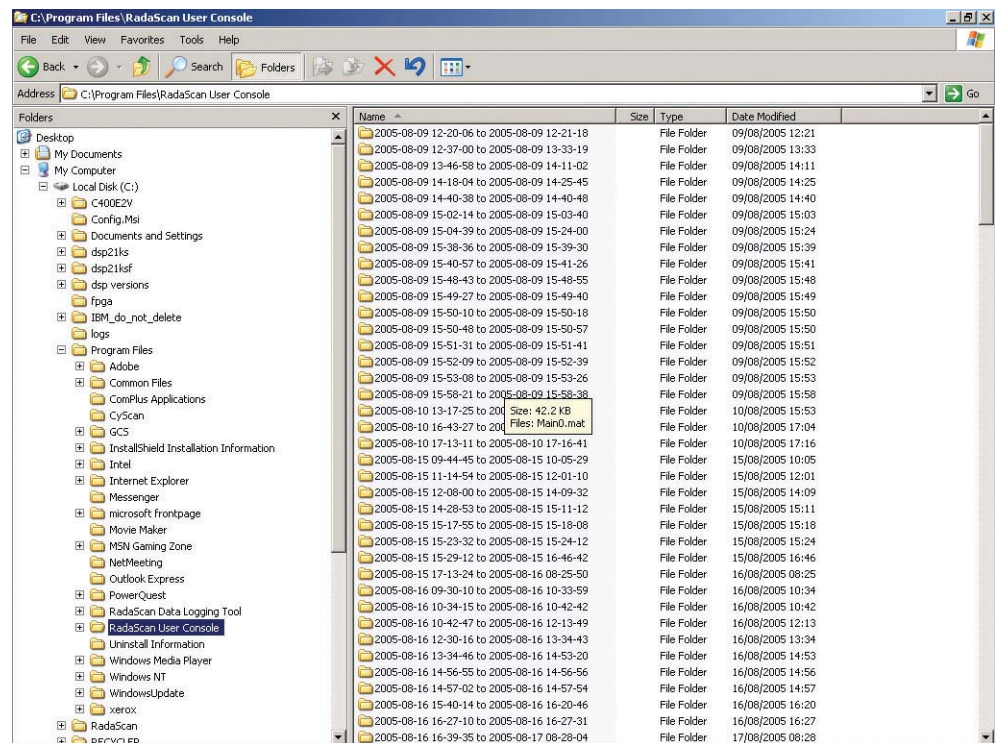 C:\Program Files\RadaScan User Console
File Edit View Favorites Tools Help
Back Search Folders
Address C:\Program Files\RadaScan User Console Go
Folders
Desktop
My Documents
My Computer
Local Disk (C:)
C400E2V
Config.Msi
Documents and Settings
dsp21ks
dsp21ksf
dsp versions
fpga
IBM_do_not_delete
logs
Program Files
Adobe
Common Files
ComPlus Applications
CyScan
GCS
InstallShield Installation Information
Intel
Internet Explorer
Messenger
microsoft frontpage
Movie Maker
MSN Gaming Zone
NetMeeting
Outlook Express
PowerQuest
RadaScan Data Logging Tool
RadaScan User Console
Uninstall Information
Windows Media Player
Windows NT
WindowsUpdate
xerox
RadaScan
RECYCLER
Name Size Type Date Modified
2005-08-09 12-20-06 to 2005-08-09 12-21-18 File Folder 09/08/2005 12:21
2005-08-09 12-37-00 to 2005-08-09 13-33-19 File Folder 09/08/2005 13:33
2005-08-09 13-46-58 to 2005-08-09 14-11-02 File Folder 09/08/2005 14:11
2005-08-09 14-18-04 to 2005-08-09 14-25-45 File Folder 09/08/2005 14:25
2005-08-09 14-40-38 to 2005-08-09 14-40-48 File Folder 09/08/2005 14:40
2005-08-09 15-02-14 to 2005-08-09 15-03-40 File Folder 09/08/2005 15:03
2005-08-09 15-04-39 to 2005-08-09 15-24-00 File Folder 09/08/2005 15:24
2005-08-09 15-38-36 to 2005-08-09 15-39-30 File Folder 09/08/2005 15:39
2005-08-09 15-40-57 to 2005-08-09 15-41-26 File Folder 09/08/2005 15:41
2005-08-09 15-48-43 to 2005-08-09 15-48-55 File Folder 09/08/2005 15:48
2005-08-09 15-49-27 to 2005-08-09 15-49-40 File Folder 09/08/2005 15:49
2005-08-09 15-50-10 to 2005-08-09 15-50-18 File Folder 09/08/2005 15:50
2005-08-09 15-50-48 to 2005-08-09 15-50-57 File Folder 09/08/2005 15:50
2005-08-09 15-51-31 to 2005-08-09 15-51-41 File Folder 09/08/2005 15:51
2005-08-09 15-52-09 to 2005-08-09 15-52-39 File Folder 09/08/2005 15:52
2005-08-09 15-53-08 to 2005-08-09 15-53-26 File Folder 09/08/2005 15:53
2005-08-09 15-58-21 to 2005-08-09 15-58-38 File Folder 09/08/2005 15:58
2005-08-10 13-17-25 to 200 File Folder 10/08/2005 15:53
2005-08-10 16-43-27 to 200 File Folder 10/08/2005 17:04
Size: 42.2 KB
Files: Main0.mat
2005-08-10 17-13-11 to 2005-08-10 17-16-41 File Folder 10/08/2005 17:16
2005-08-15 09-44-45 to 2005-08-15 10-05-29 File Folder 15/08/2005 10:05
2005-08-15 11-14-54 to 2005-08-15 12-01-10 File Folder 15/08/2005 12:01
2005-08-15 12-08-00 to 2005-08-15 14-09-32 File Folder 15/08/2005 14:09
2005-08-15 14-28-53 to 2005-08-15 15-11-12 File Folder 15/08/2005 15:11
2005-08-15 15-17-55 to 2005-08-15 15-18-08 File Folder 15/08/2005 15:18
2005-08-15 15-23-32 to 2005-08-15 15-24-12 File Folder 15/08/2005 15:24
2005-08-15 15-29-12 to 2005-08-15 16-46-42 File Folder 15/08/2005 16:46
2005-08-15 17-13-24 to 2005-08-16 08-25-50 File Folder 16/08/2005 08:25
2005-08-16 09-30-10 to 2005-08-16 10-33-59 File Folder 16/08/2005 10:34
2005-08-16 10-34-15 to 2005-08-16 10-42-42 File Folder 16/08/2005 10:42
2005-08-16 10-42-47 to 2005-08-16 12-13-49 File Folder 16/08/2005 12:13
2005-08-16 12-30-16 to 2005-08-16 13-34-43 File Folder 16/08/2005 13:34
2005-08-16 13-34-46 to 2005-08-16 14-53-20 File Folder 16/08/2005 14:53
2005-08-16 14-56-55 to 2005-08-16 14-56-56 File Folder 16/08/2005 14:56
2005-08-16 14-57-02 to 2005-08-16 14-57-54 File Folder 16/08/2005 14:57
2005-08-16 15-40-14 to 2005-08-16 16-20-46 File Folder 16/08/2005 16:20
2005-08-16 16-27-10 to 2005-08-16 16-27-31 File Folder 16/08/2005 16:27
2005-08-16 16-39-35 to 2005-08-17 08-28-04 File Folder 17/08/2005 08:28